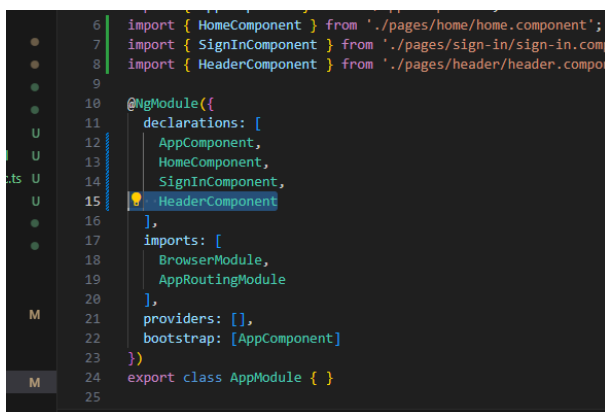 6 import { HomeComponent } from './pages/home/home.component';
7 import { SignInComponent } from './pages/sign-in/sign-in.comp
8 import { HeaderComponent } from './pages/header/header.compon
9
10 @NgModule({
U 11 declarations: [
12 AppComponent,
U 13 HomeComponent,
:.ts U 14 SignInComponent,
U 15 HeaderComponent
16 ],
17 imports: [
18 BrowserModule,
19 AppRoutingModule
20 ],
M 21 providers: [],
22 bootstrap: [AppComponent]
23 })
M 24 export class AppModule { }
25